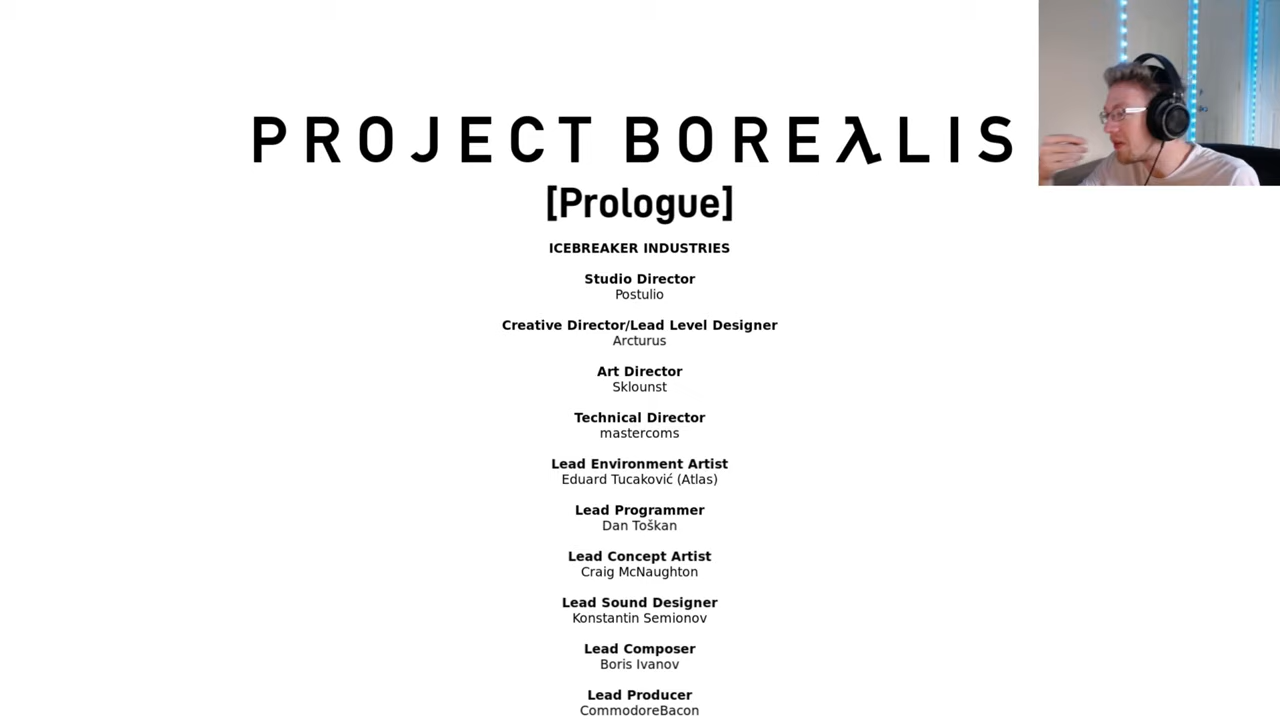 PROJECT BOREλLIS
[Prologue]
ICEBREAKER INDUSTRIES
Studio Director
Postulio
Creative Director/Lead Level Designer
Arcturus
Art Director
Sklounst
Technical Director
mastercoms
Lead Environment Artist
Eduard Tucaković (Atlas)
Lead Programmer
Dan Toškan
Lead Concept Artist
Craig McNaughton
Lead Sound Designer
Konstantin Semionov
Lead Composer
Boris Ivanov
Lead Producer
CommodoreBacon